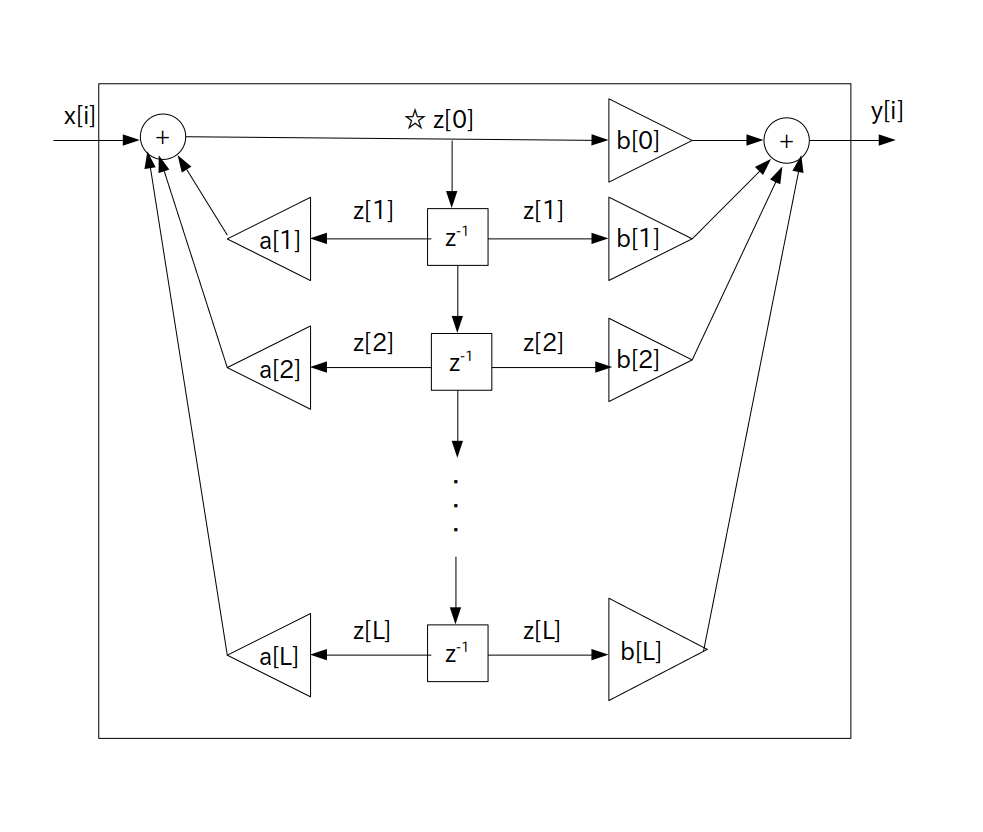 x[i]
+
☆ z[0]
b[0]
+
y[i]
a[1]
z[1]
z⁻¹
z[1]
b[1]
a[2]
z[2]
z⁻¹
z[2]
b[2]
.
.
.
a[L]
z[L]
z⁻¹
z[L]
b[L]